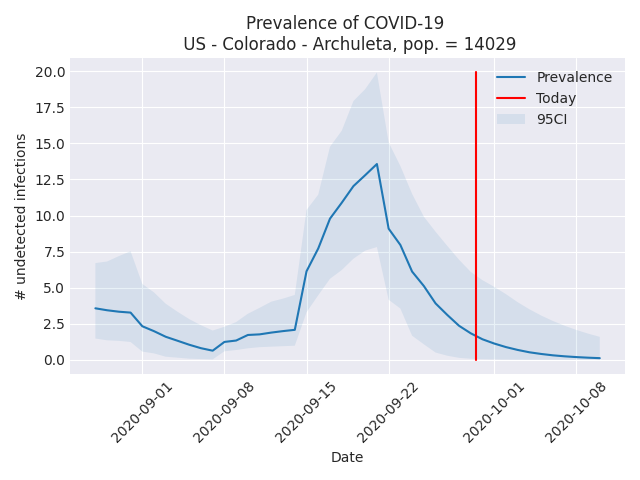 Prevalence of COVID-19
US - Colorado - Archuleta, pop. = 14029
20.0
17.5
15.0
12.5
10.0
7.5
5.0
2.5
0.0
# undetected infections
Prevalence
Today
95CI
2020-09-01
2020-09-08
2020-09-15
2020-09-22
2020-10-01
2020-10-08
Date